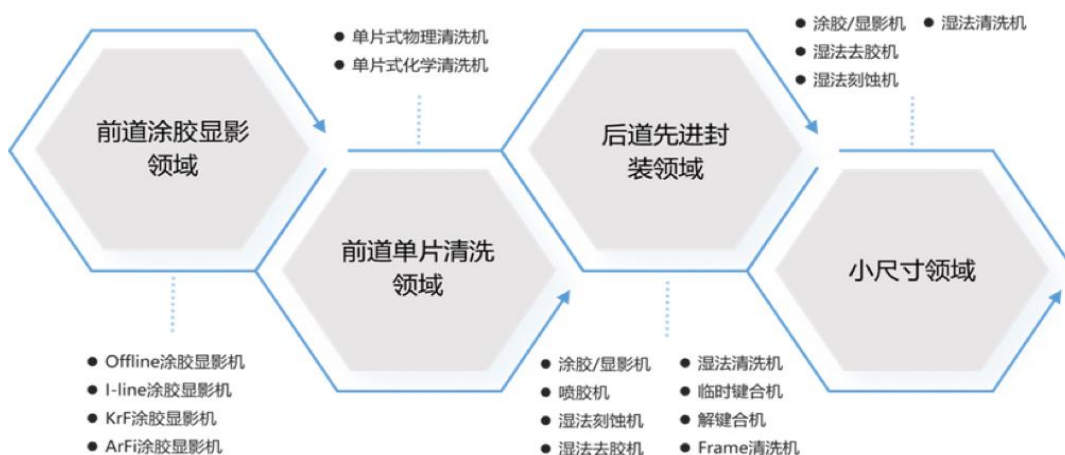 前道涂胶显影
领域
● Offline涂胶显影机
● I-line涂胶显影机
● KrF涂胶显影机
● ArFi涂胶显影机
● 单片式物理清洗机
● 单片式化学清洗机
前道单片清洗
领域
后道先进封
装领域
● 涂胶/显影机
● 喷胶机
● 湿法刻蚀机
● 湿法去胶机
● 湿法清洗机
● 临时键合机
● 解键合机
● Frame清洗机
● 涂胶/显影机
● 湿法去胶机
● 湿法刻蚀机
● 湿法清洗机
小尺寸领域